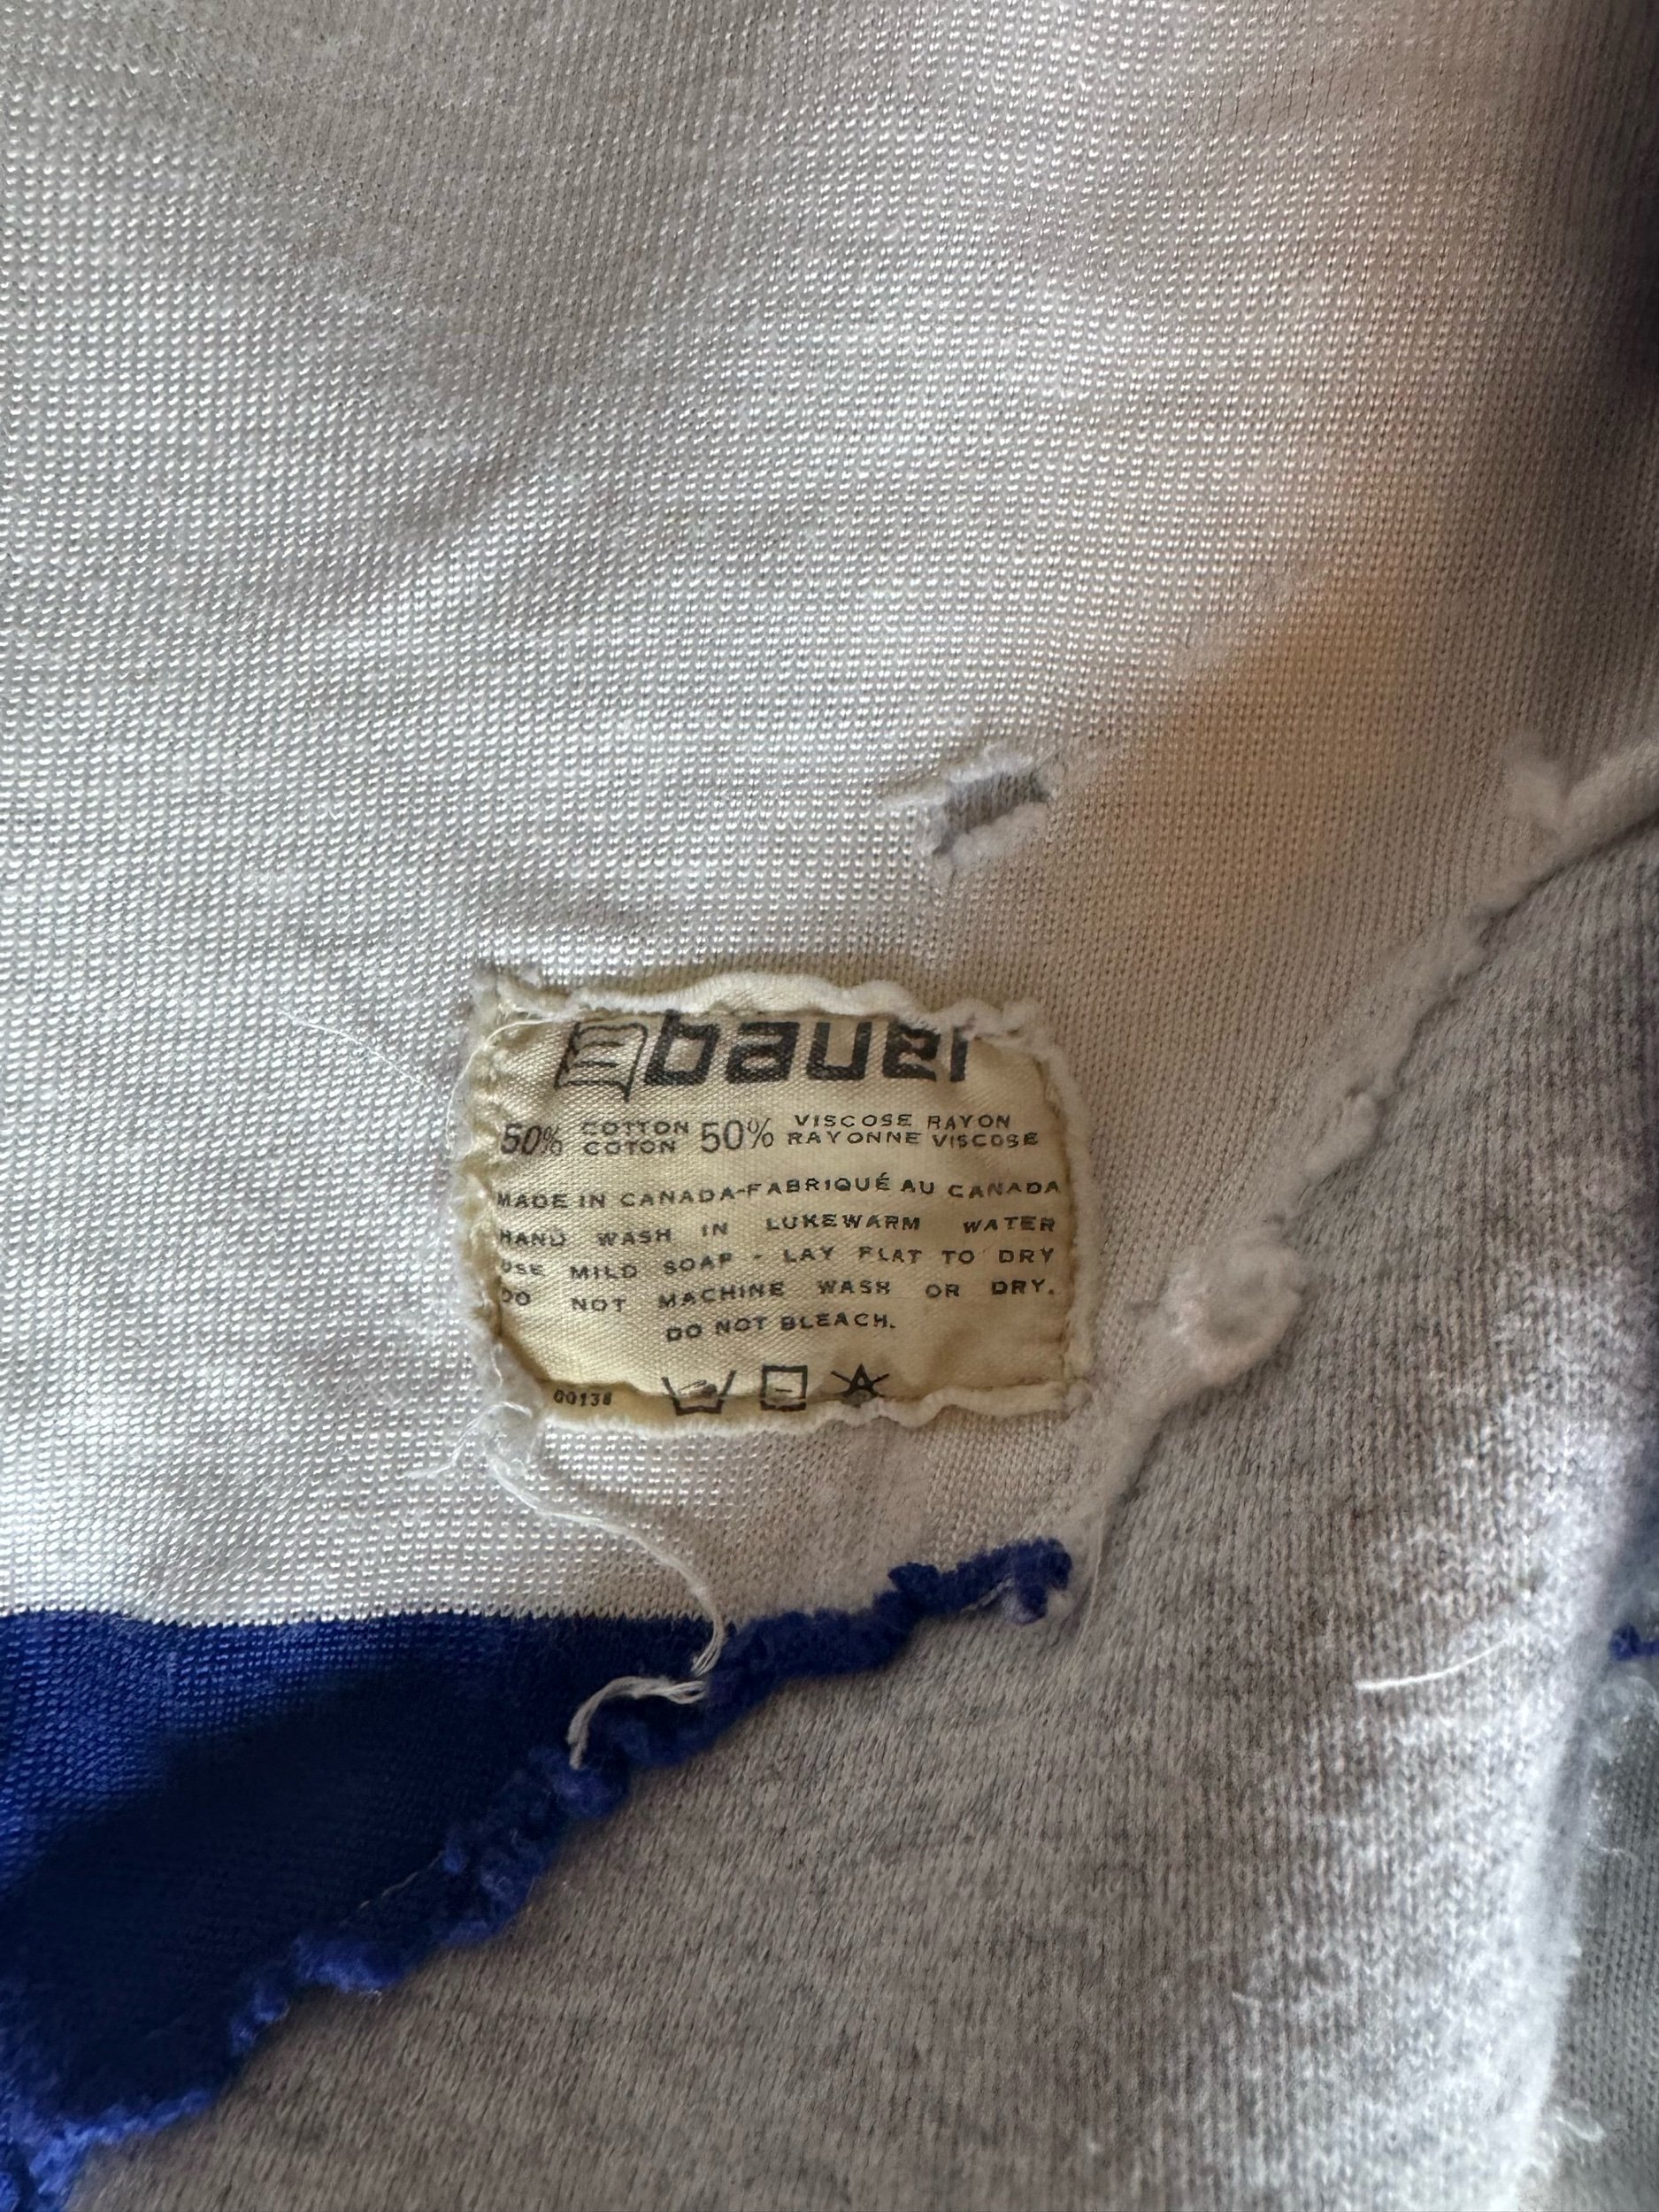 bauer
50% COTTON COTON 50% VISCOSE RAYON RAYONNE VISCOSE
MADE IN CANADA-FABRIQUÉ AU CANADA
HAND WASH IN LUKEWARM WATER
USE MILD SOAP - LAY FLAT TO DRY
DO NOT MACHINE WASH OR DRY.
DO NOT BLEACH.
00138